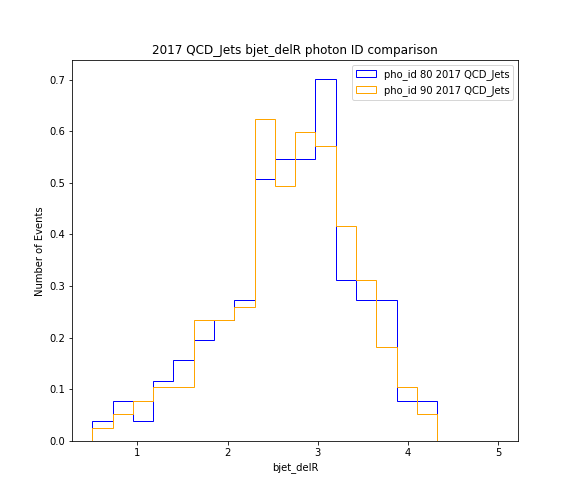 2017 QCD_Jets bjet_delR photon ID comparison
pho_id 80 2017 QCD_Jets
pho_id 90 2017 QCD_Jets
Number of Events
0.7
0.6
0.5
0.4
0.3
0.2
0.1
0.0
1 2 3 4 5
bjet_delR